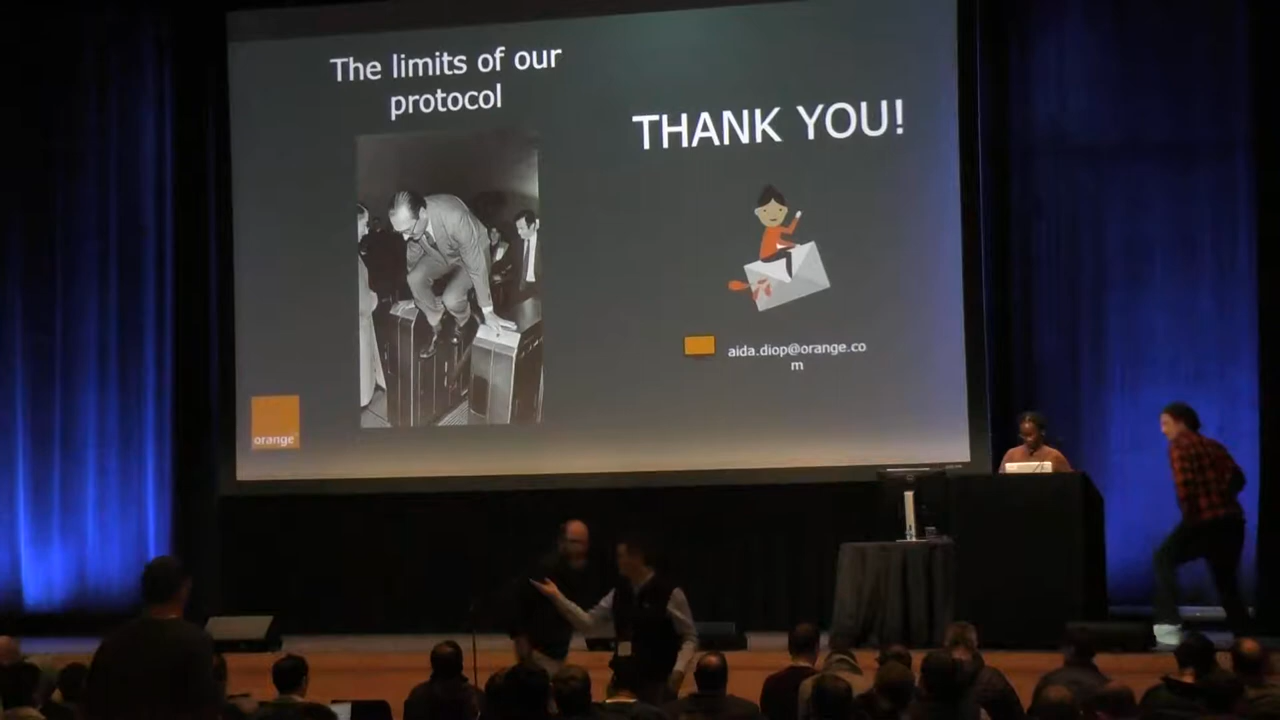 The limits of our
protocol
THANK YOU!
aida.diop@orange.co
m
orange